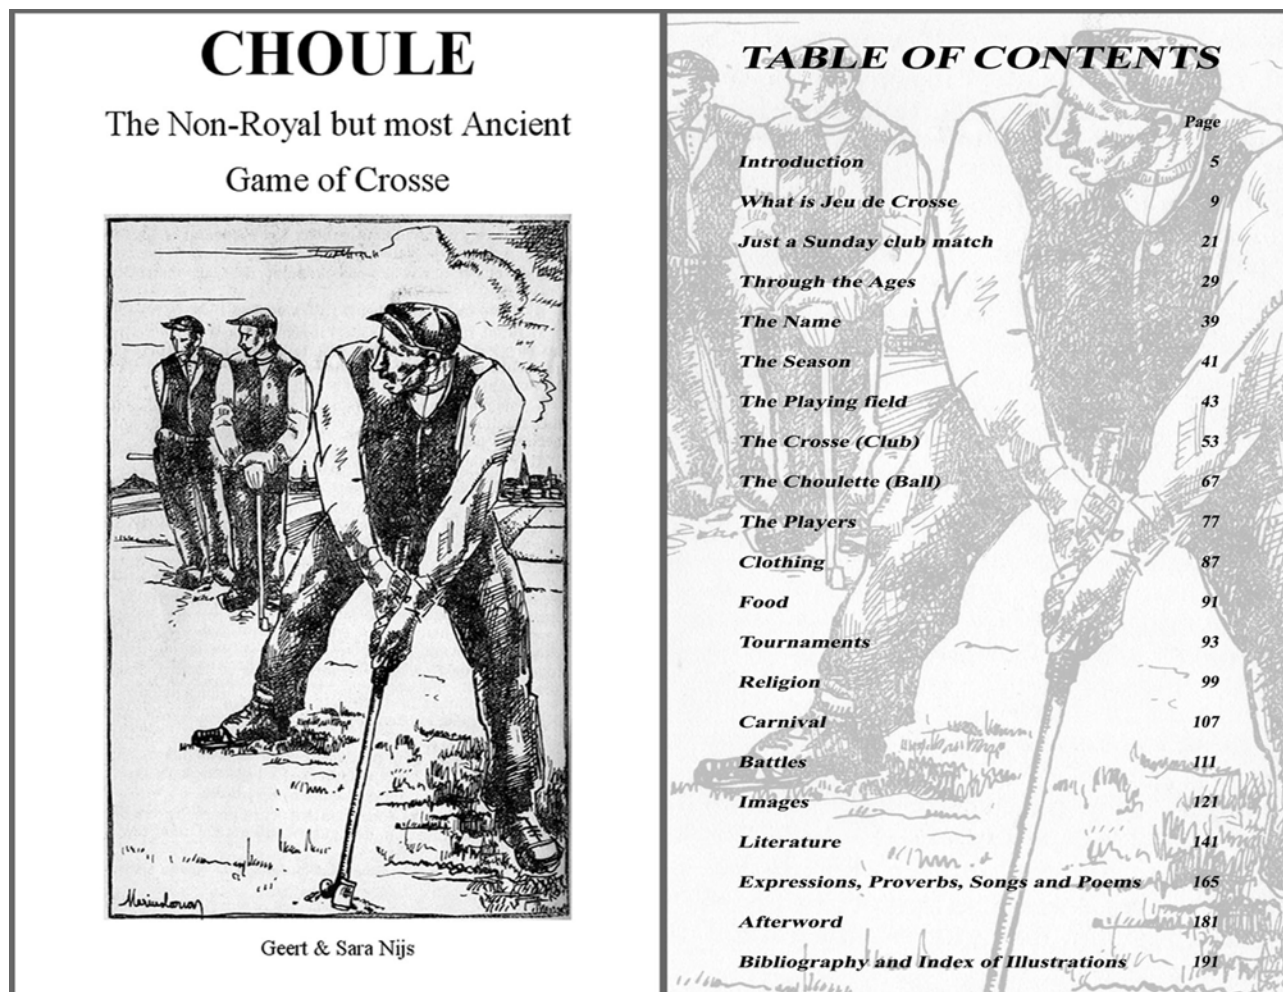 CHOULE
The Non-Royal but most Ancient
Game of Crosse
Geert & Sara Nijs
TABLE OF CONTENTS
Page
Introduction 5
What is Jeu de Crosse 9
Just a Sunday club match 21
Through the Ages 29
The Name 39
The Season 41
The Playing field 43
The Crosse (Club) 53
The Choulette (Ball) 67
The Players 77
Clothing 87
Food 91
Tournaments 93
Religion 99
Carnival 107
Battles 111
Images 121
Literature 141
Expressions, Proverbs, Songs and Poems 165
Afterword 181
Bibliography and Index of Illustrations 191